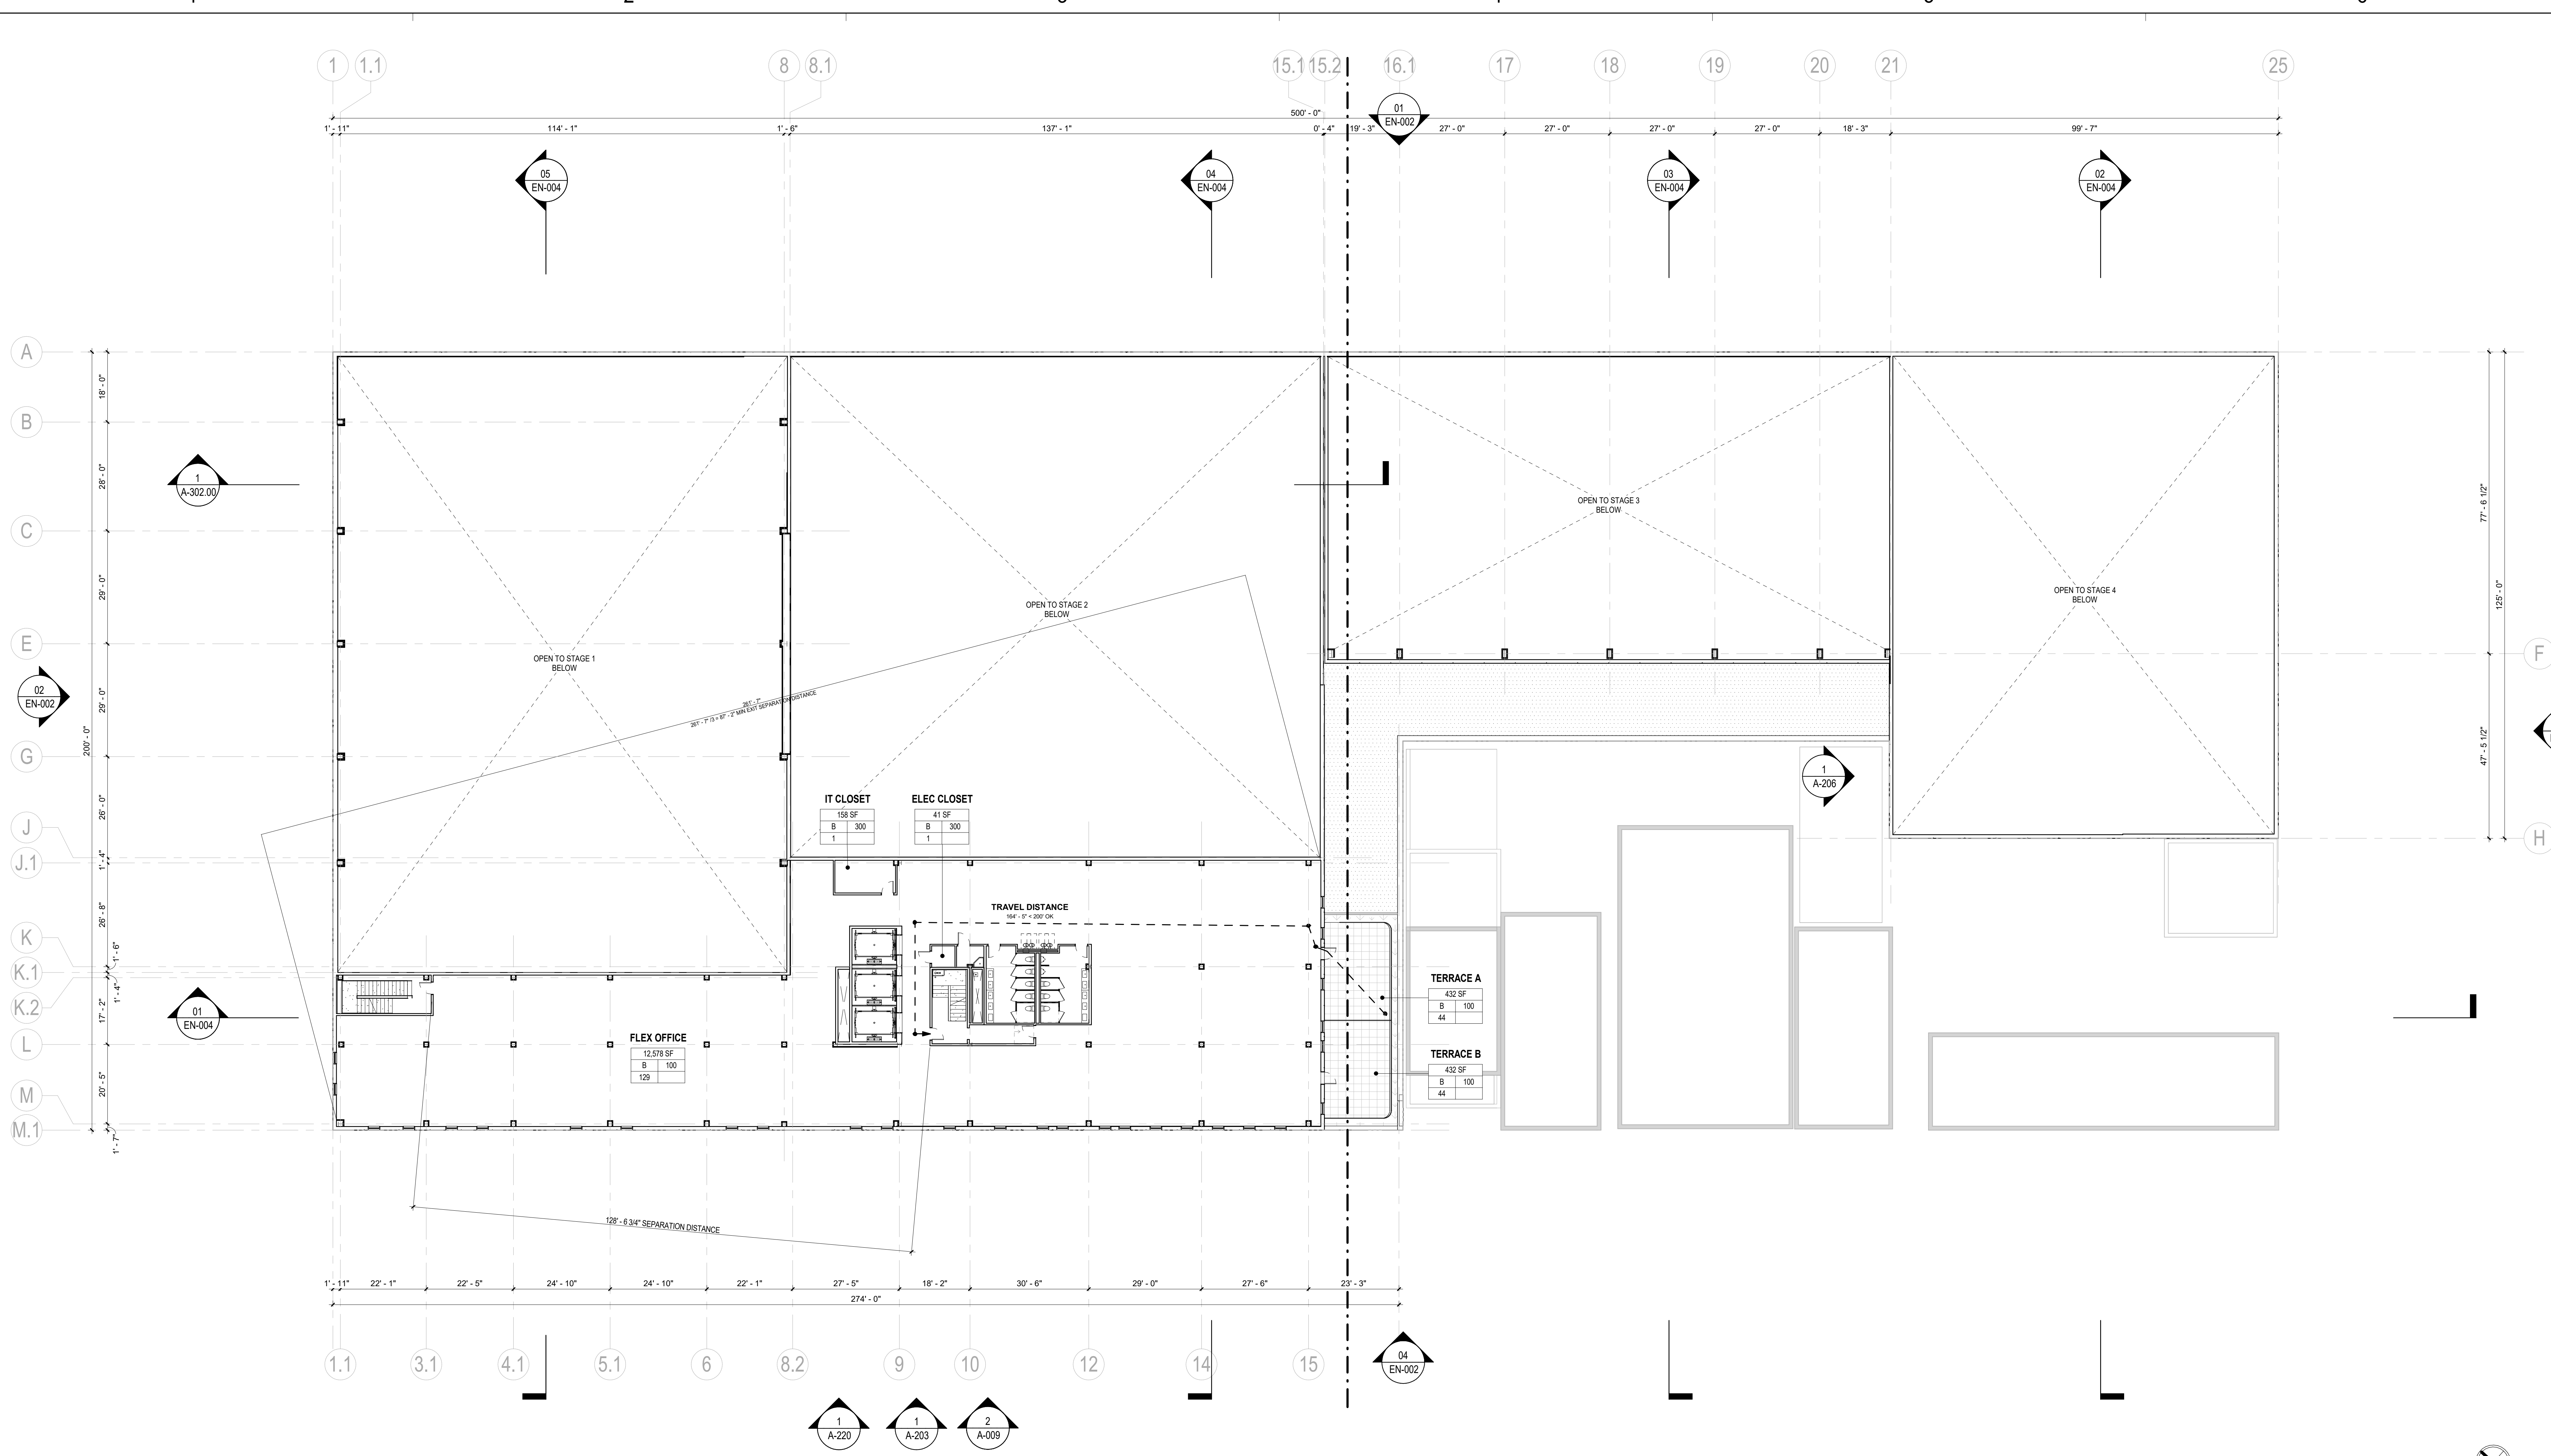 1
1.1
8
8.1
15.1
15.2
16.1
17
18
19
20
21
25
500' - 0"
01
EN-002
1' - 11"
114' - 1"
1' - 6"
137' - 1"
0' - 4"
19' - 3"
27' - 0"
27' - 0"
27' - 0"
27' - 0"
18' - 3"
99' - 7"
05
EN-004
04
EN-004
03
EN-004
02
EN-004
A
B
C
E
G
J
J.1
K
K.1
K.2
L
M
M.1
F
H
18' - 0"
28' - 0"
29' - 0"
29' - 0"
26' - 0"
1' - 4"
26' - 8"
1' - 6"
1' - 4"
17' - 2"
20' - 5"
1' - 7"
200' - 0"
77' - 6 1/2"
47' - 5 1/2"
125' - 0"
1
A-302.00
02
EN-002
01
EN-004
1
A-206
OPEN TO STAGE 1
BELOW
OPEN TO STAGE 2
BELOW
OPEN TO STAGE 3
BELOW
OPEN TO STAGE 4
BELOW
261' - 7"
261' - 7" /3 = 87' - 2" MIN EXIT SEPARATION DISTANCE
IT CLOSET
158 SF
B 300
1
ELEC CLOSET
41 SF
B 300
1
TRAVEL DISTANCE
164' - 5" < 200' OK
TERRACE A
432 SF
B 100
44
TERRACE B
432 SF
B 100
44
FLEX OFFICE
12,578 SF
B 100
129
128' - 6 3/4" SEPARATION DISTANCE
1' - 11"
22' - 1"
22' - 5"
24' - 10"
24' - 10"
22' - 1"
27' - 5"
18' - 2"
30' - 6"
29' - 0"
27' - 6"
23' - 3"
274' - 0"
1.1
3.1
4.1
5.1
6
8.2
9
10
12
14
15
04
EN-002
1
A-220
1
A-203
2
A-009